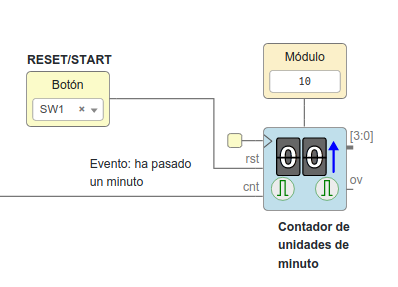 RESET/START
Botón
SW1 × ▾
Módulo
10
[3:0]
00
rst
Evento: ha pasado
un minuto
cnt
ov
Contador de
unidades de
minuto